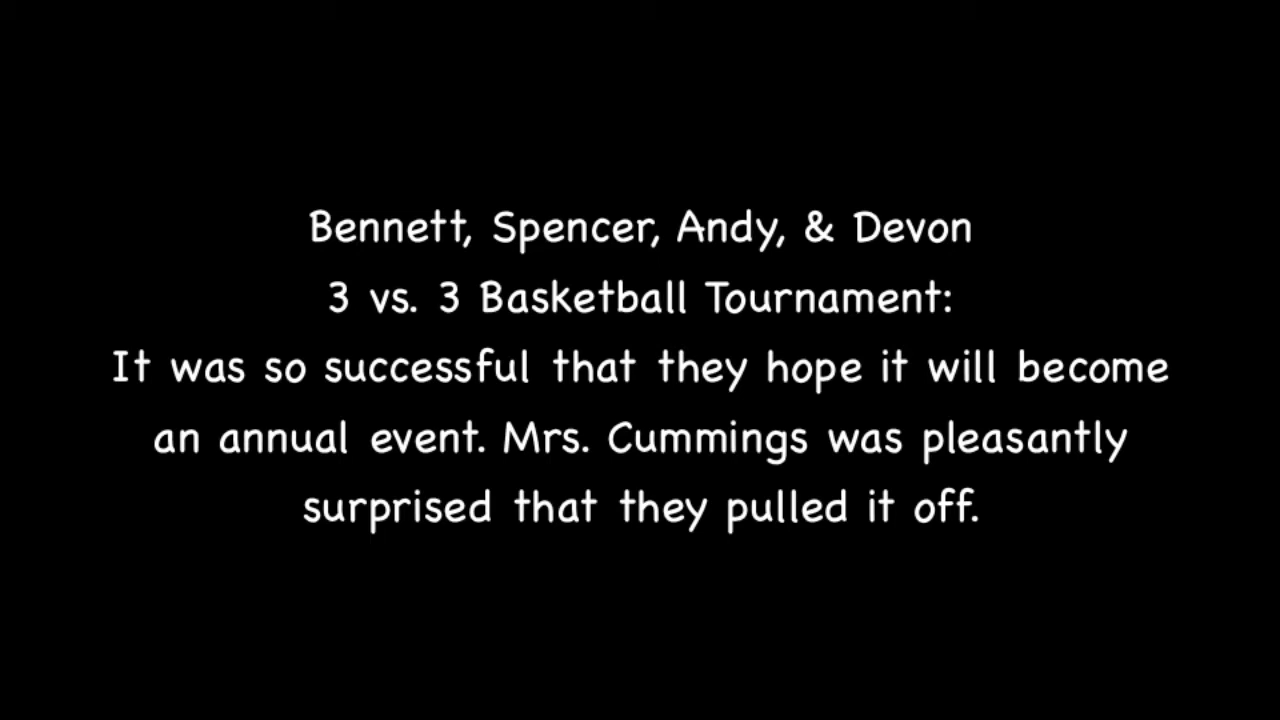 Bennett, Spencer, Andy, & Devon
3 vs. 3 Basketball Tournament:
It was so successful that they hope it will become
an annual event. Mrs. Cummings was pleasantly
surprised that they pulled it off.